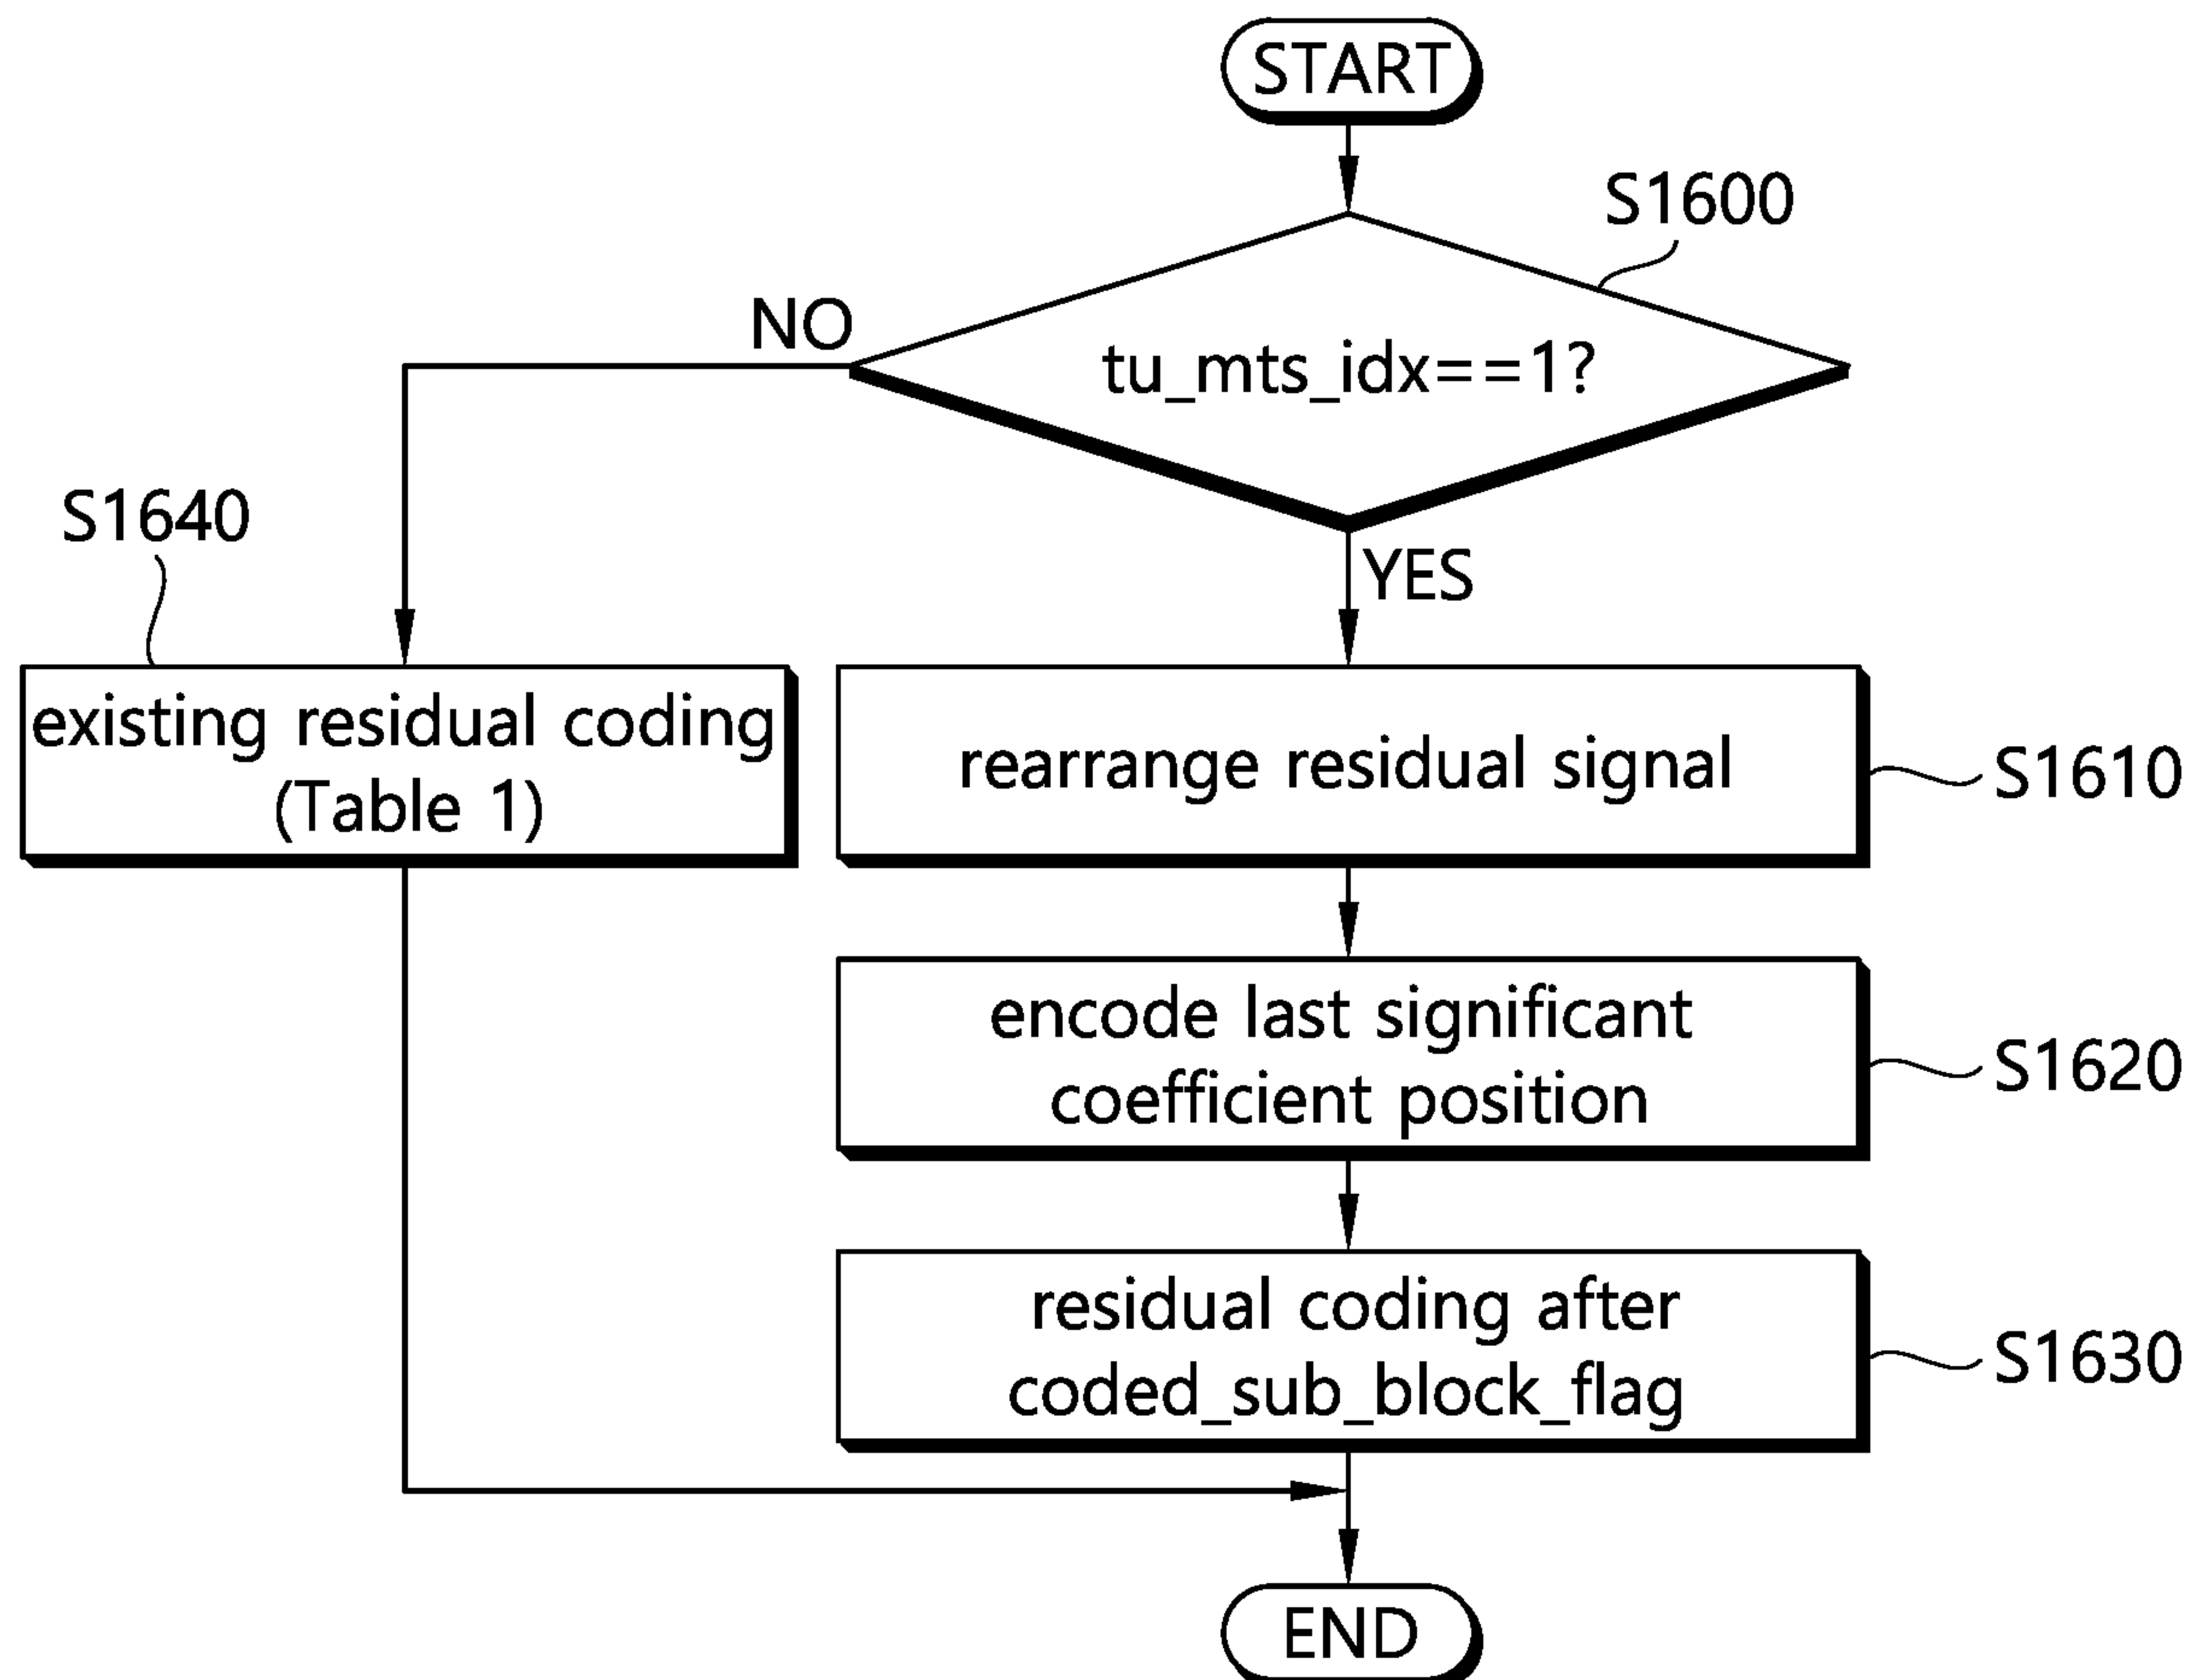 START
S1600
NO
tu_mts_idx==1?
S1640
YES
existing residual coding
(Table 1)
rearrange residual signal
S1610
encode last significant
coefficient position
S1620
residual coding after
coded_sub_block_flag
S1630
END